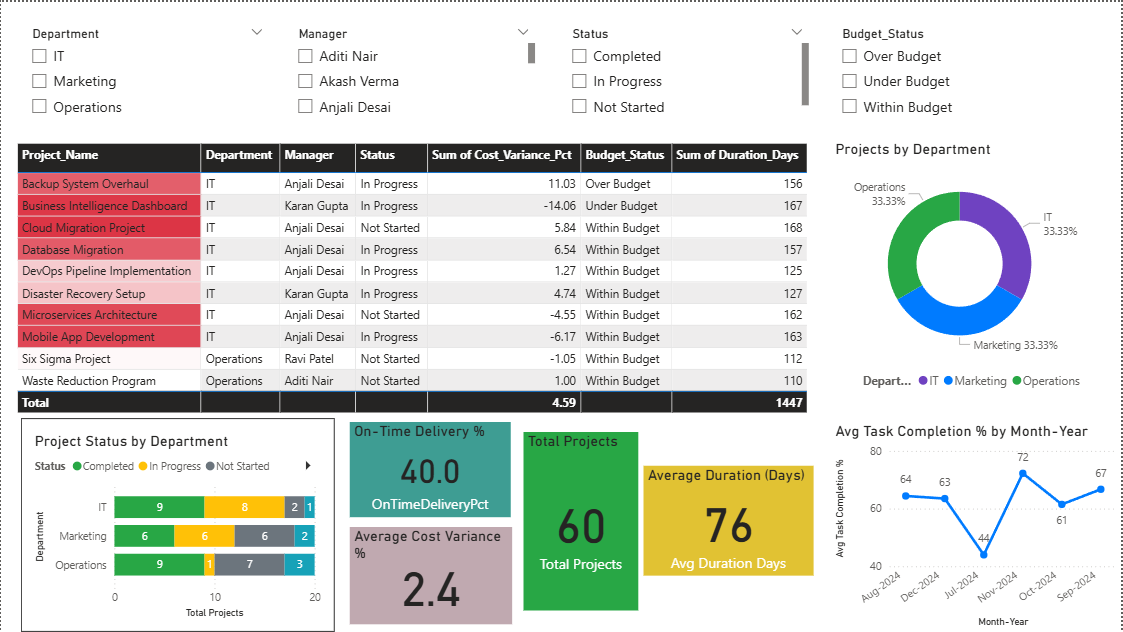 Department
IT
Marketing
Operations
Manager
Aditi Nair
Akash Verma
Anjali Desai
Status
Completed
In Progress
Not Started
Budget_Status
Over Budget
Under Budget
Within Budget
Project_Name Department Manager Status Sum of Cost_Variance_Pct Budget_Status Sum of Duration_Days
Backup System Overhaul IT Anjali Desai In Progress 11.03 Over Budget 156
Business Intelligence Dashboard IT Karan Gupta In Progress -14.06 Under Budget 167
Cloud Migration Project IT Anjali Desai Not Started 5.84 Within Budget 168
Database Migration IT Anjali Desai In Progress 6.54 Within Budget 157
DevOps Pipeline Implementation IT Anjali Desai In Progress 1.27 Within Budget 125
Disaster Recovery Setup IT Karan Gupta In Progress 4.74 Within Budget 127
Microservices Architecture IT Anjali Desai Not Started -4.55 Within Budget 162
Mobile App Development IT Anjali Desai In Progress -6.17 Within Budget 163
Six Sigma Project Operations Ravi Patel Not Started -1.05 Within Budget 112
Waste Reduction Program Operations Aditi Nair Not Started 1.00 Within Budget 110
Total 4.59 1447
Projects by Department
Operations
33.33%
IT
33.33%
Marketing 33.33%
Depart... IT Marketing Operations
Project Status by Department
Status Completed In Progress Not Started
Department
IT 9 8 2 1
Marketing 6 6 6 2
Operations 9 1 7 3
0 10 20
Total Projects
On-Time Delivery %
40.0
OnTimeDeliveryPct
Average Cost Variance
%
2.4
Total Projects
60
Total Projects
Average Duration (Days)
76
Avg Duration Days
Avg Task Completion % by Month-Year
Avg Task Completion %
80
60
40
64
63
44
72
61
67
Aug-2024
Dec-2024
Jul-2024
Nov-2024
Oct-2024
Sep-2024
Month-Year